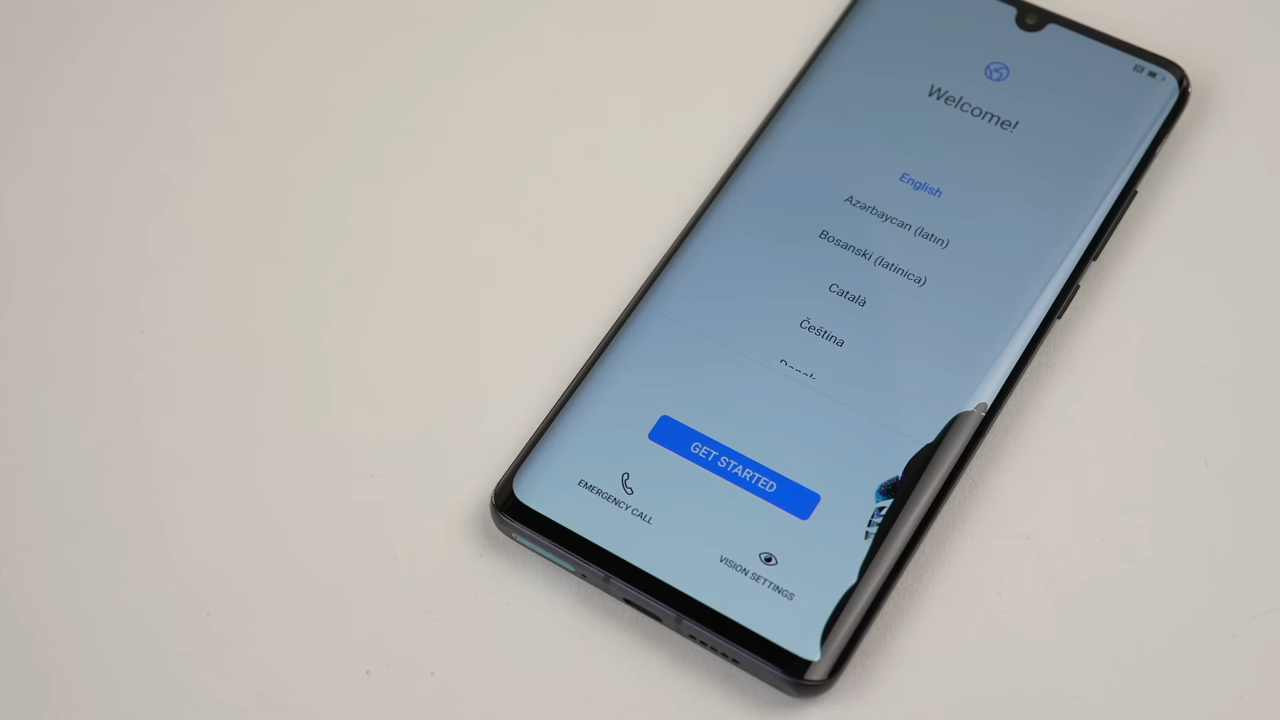 Welcome!
English
Azərbaycan (latın)
Bosanski (latinica)
Català
Čeština
GET STARTED
EMERGENCY CALL
VISION SETTINGS